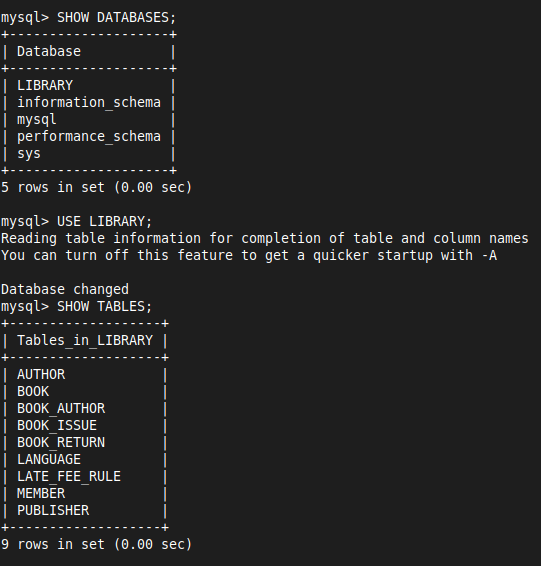 mysql> SHOW DATABASES;
+--------------------+
| Database           |
+--------------------+
| LIBRARY            |
| information_schema |
| mysql              |
| performance_schema |
| sys                |
+--------------------+
5 rows in set (0.00 sec)

mysql> USE LIBRARY;
Reading table information for completion of table and column names
You can turn off this feature to get a quicker startup with -A

Database changed
mysql> SHOW TABLES;
+-------------------+
| Tables_in_LIBRARY |
+-------------------+
| AUTHOR            |
| BOOK              |
| BOOK_AUTHOR       |
| BOOK_ISSUE        |
| BOOK_RETURN       |
| LANGUAGE          |
| LATE_FEE_RULE     |
| MEMBER            |
| PUBLISHER         |
+-------------------+
9 rows in set (0.00 sec)